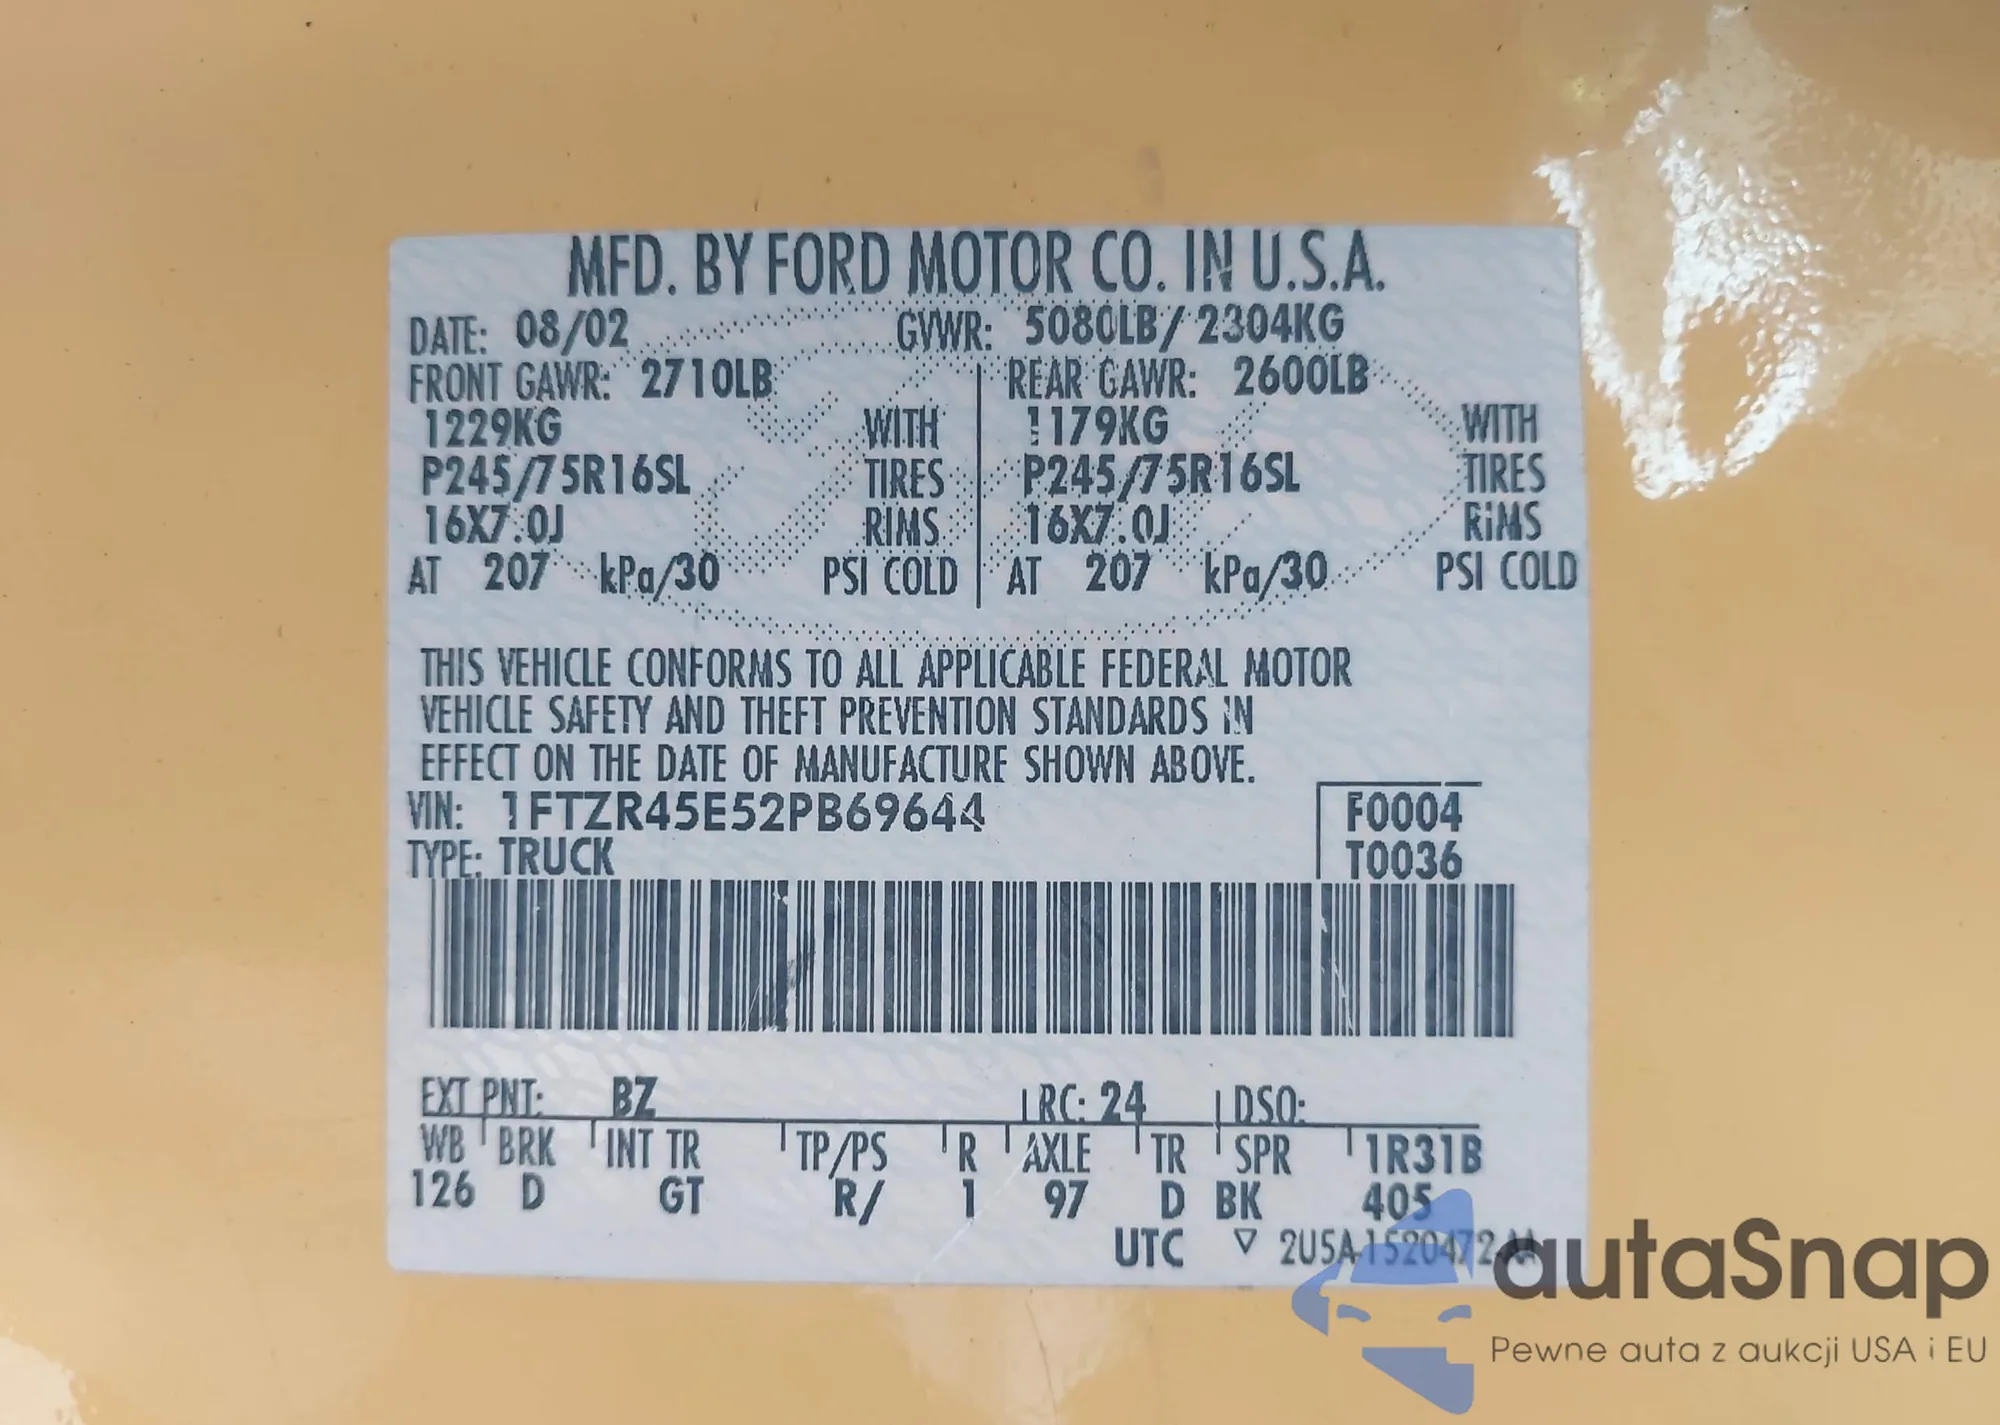 MFD. BY FORD MOTOR CO. IN U.S.A.
DATE: 08/02 GVWR: 5080LB/ 2304KG
FRONT GAWR: 2710LB REAR GAWR: 2600LB
1229KG WITH 1179KG WITH
P245/75R16SL TIRES P245/75R16SL TIRES
16X7.0J RIMS 16X7.0J RIMS
AT 207 kPa/30 PSI COLD AT 207 kPa/30 PSI COLD
THIS VEHICLE CONFORMS TO ALL APPLICABLE FEDERAL MOTOR
VEHICLE SAFETY AND THEFT PREVENTION STANDARDS IN
EFFECT ON THE DATE OF MANUFACTURE SHOWN ABOVE.
VIN: 1FTZR45E52PB69644 F0004
TYPE: TRUCK T0036
EXT PNT: BZ RC: 24 DSO:
WB BRK INT TR TP/PS R AXLE TR SPR 1R31B
126 D GT R/ 1 97 D BK 405
UTC ▽ 2U5A-1520472-AA
autaSnap
Pewne auta z aukcji USA i EU